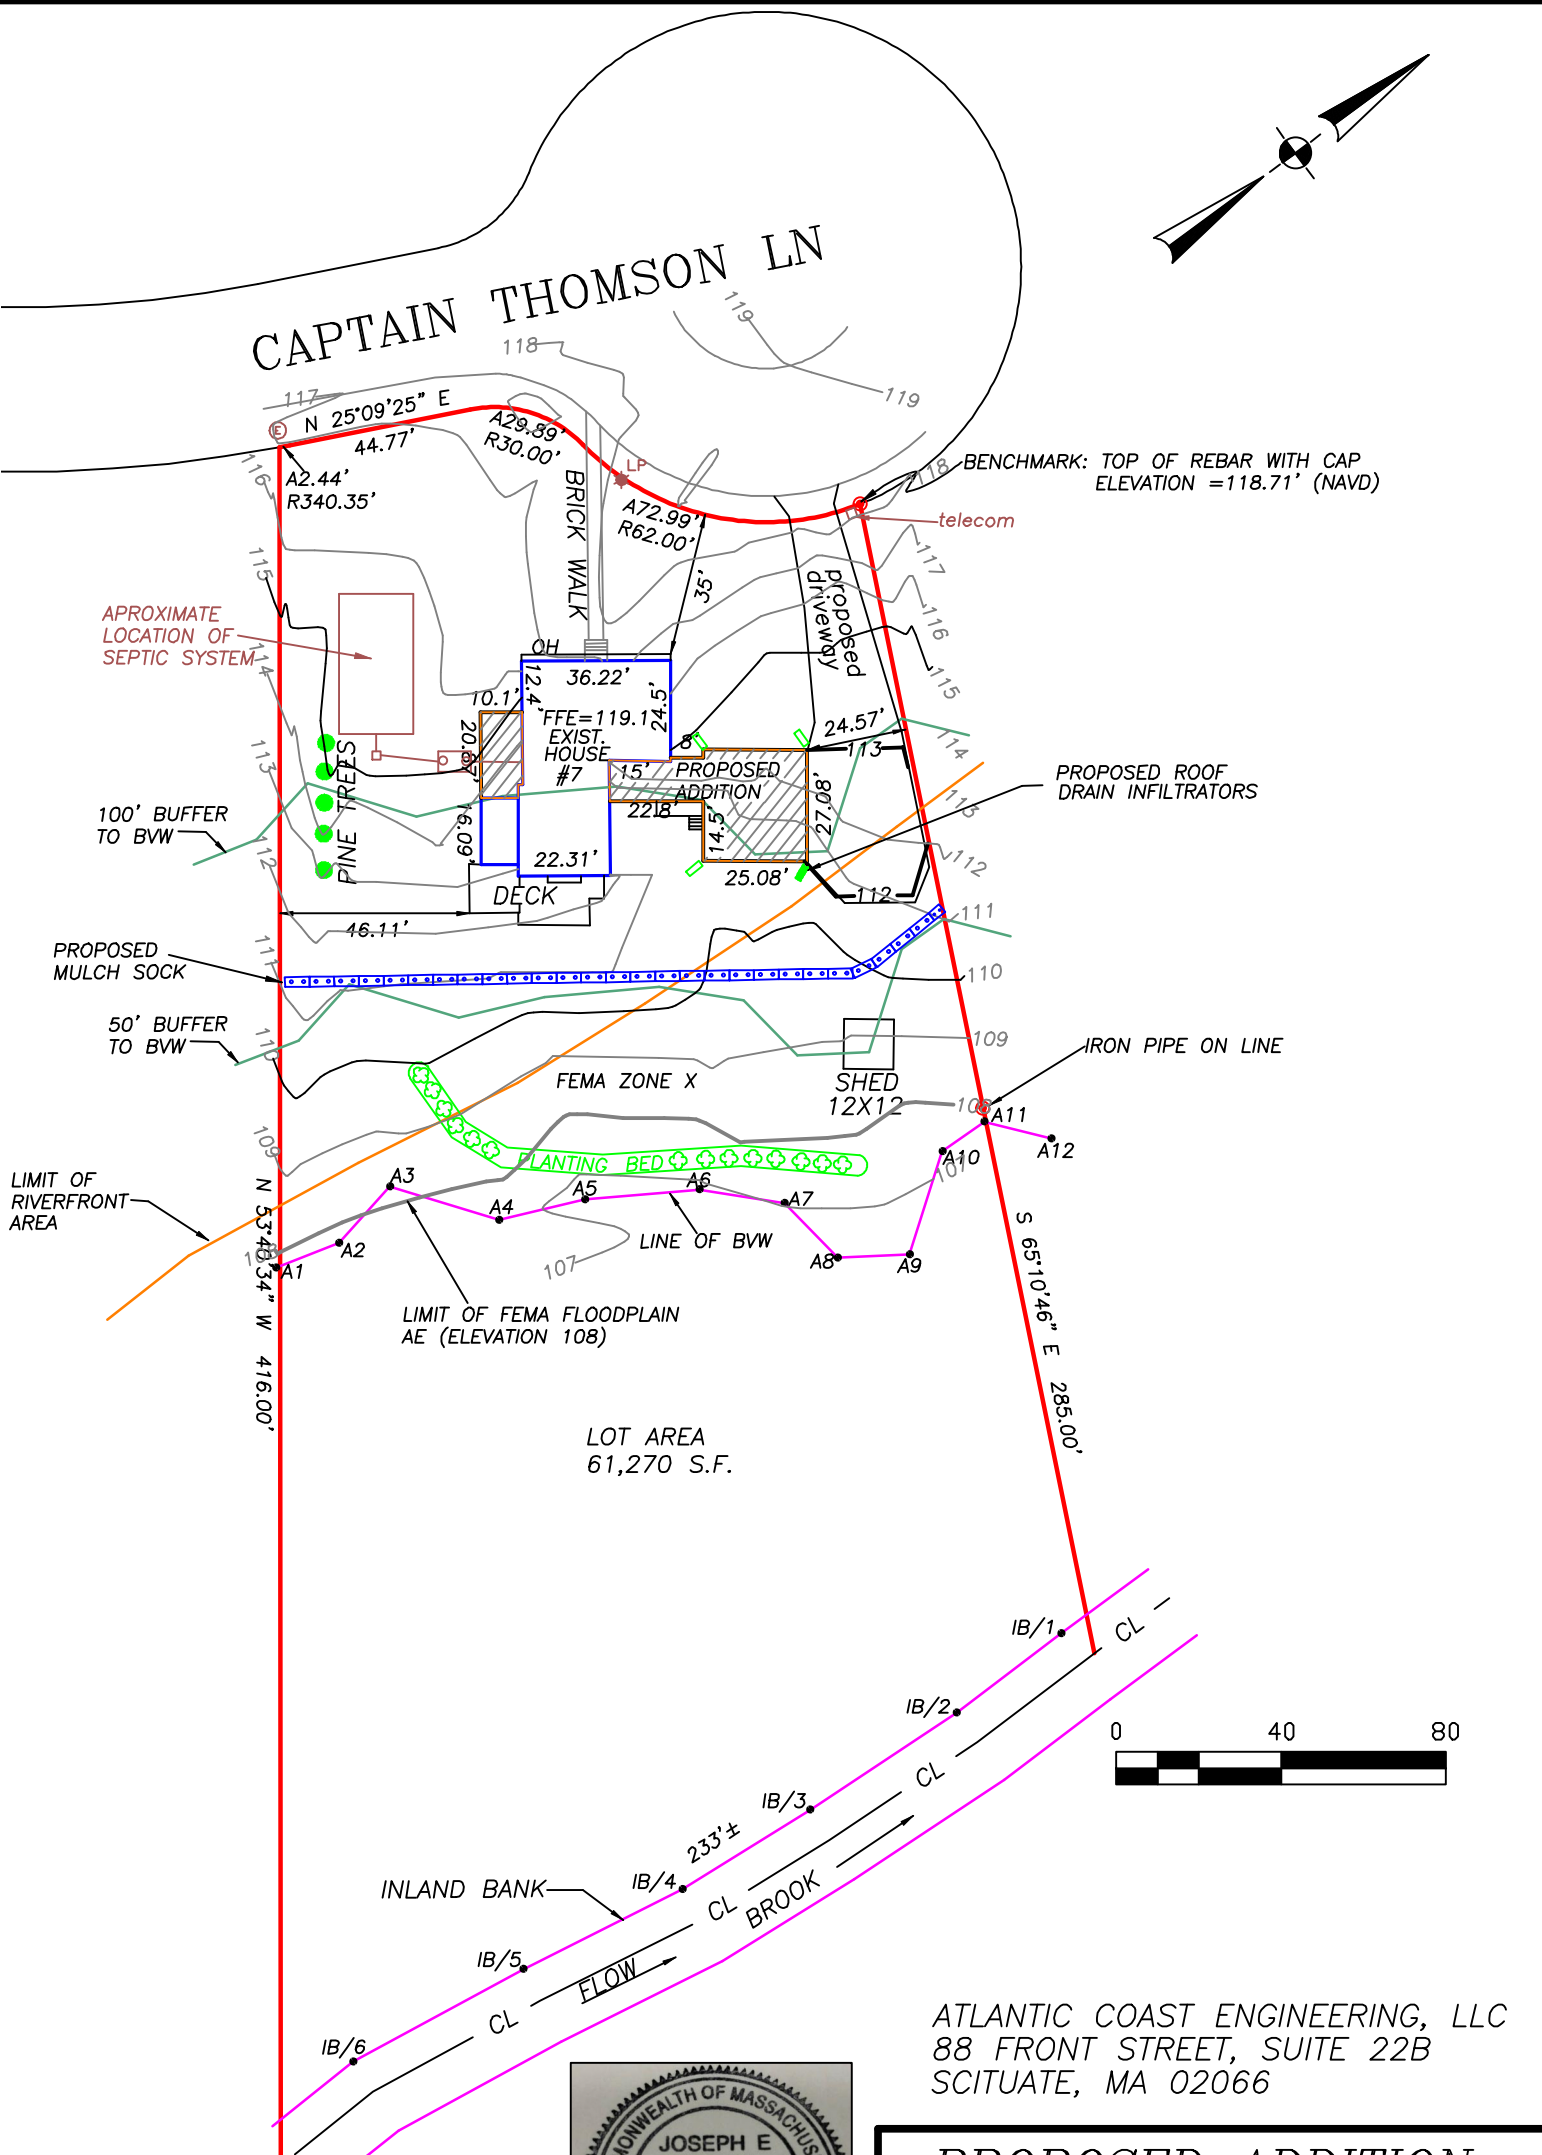 CAPTAIN THOMSON LN
119
118
119
117
N 25°09'25" E
44.77'
A29.89'
R30.00'
A2.44'
R340.35'
LP
A72.99'
R62.00'
BRICK WALK
35'
118
BENCHMARK: TOP OF REBAR WITH CAP
ELEVATION =118.71' (NAVD)
telecom
116
115
114
113
112
111
110
109
108
117
116
115
114
113
112
111
110
109
108
107
proposed
driveway
APROXIMATE
LOCATION OF
SEPTIC SYSTEM
OH
36.22'
12.4'
24.5'
10.1'
FFE=119.1'
EXIST.
HOUSE
#7
8'
15'
PROPOSED
ADDITION
22.8'
14.5'
27.08'
25.08'
24.57'
113
112
16.09'
22.31'
DECK
46.11'
PINE TREES
100' BUFFER
TO BVW
PROPOSED ROOF
DRAIN INFILTRATORS
PROPOSED
MULCH SOCK
50' BUFFER
TO BVW
FEMA ZONE X
SHED
12X12
IRON PIPE ON LINE
LIMIT OF
RIVERFRONT
AREA
PLANTING BED
A1
A2
A3
A4
A5
A6
A7
A8
A9
A10
A11
A12
LINE OF BVW
107
LIMIT OF FEMA FLOODPLAIN
AE (ELEVATION 108)
N 53°48'34" W 416.00'
S 65°10'46" E 285.00'
LOT AREA
61,270 S.F.
IB/1
IB/2
IB/3
IB/4
IB/5
IB/6
CL
CL
CL
CL
233'±
INLAND BANK
BROOK
FLOW
0 40 80
ATLANTIC COAST ENGINEERING, LLC
88 FRONT STREET, SUITE 22B
SCITUATE, MA 02066
JOSEPH E
PROPOSED ADDITION